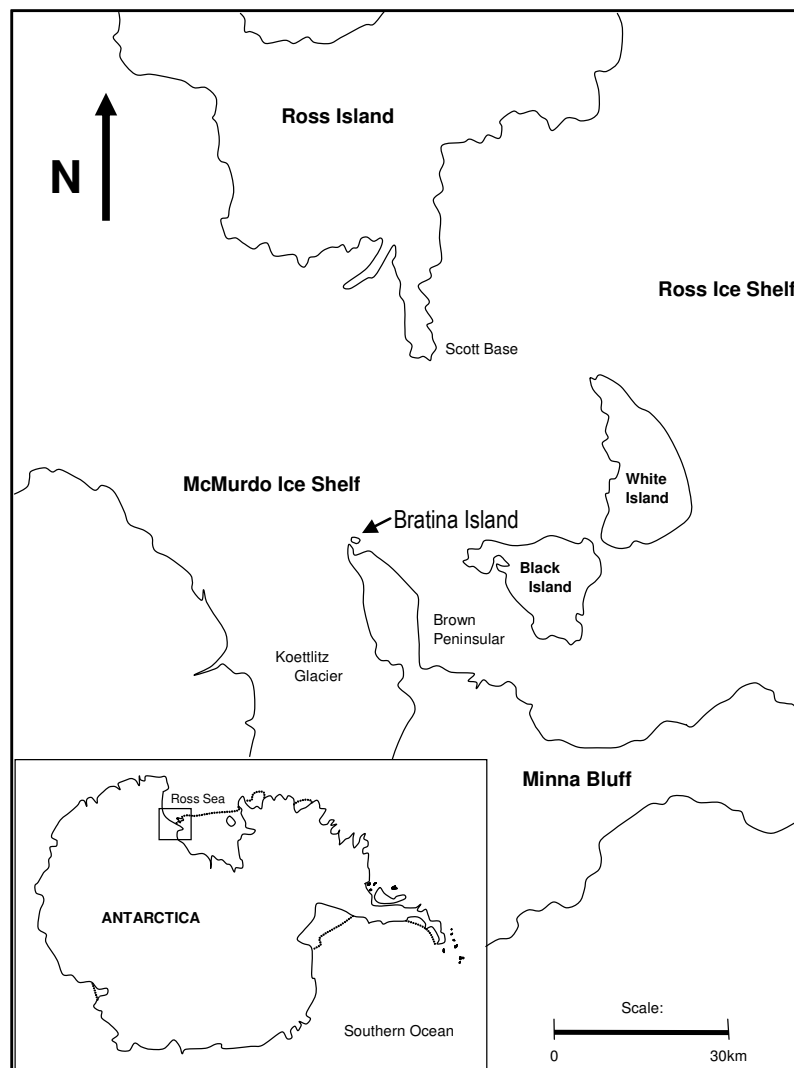 Ross Island
N
Ross Ice Shelf
Scott Base
McMurdo Ice Shelf
White
Island
Bratina Island
Black
Island
Brown
Peninsular
Koettlitz
Glacier
Minna Bluff
Ross Sea
ANTARCTICA
Southern Ocean
Scale:
0 30km